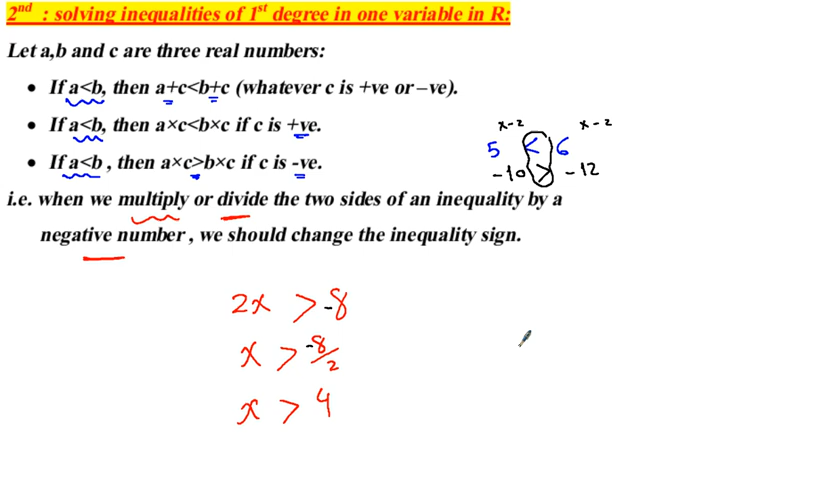 2nd : solving inequalities of 1st degree in one variable in R:
Let a,b and c are three real numbers:
• If a<b, then a+c<b+c (whatever c is +ve or –ve).
• If a<b, then a×c<b×c if c is +ve.
x-2 x-2
5 < 6
• If a<b , then a×c>b×c if c is -ve.
-10 > -12
i.e. when we multiply or divide the two sides of an inequality by a
negative number , we should change the inequality sign.
2x > -8
x > -8/2
x > 4